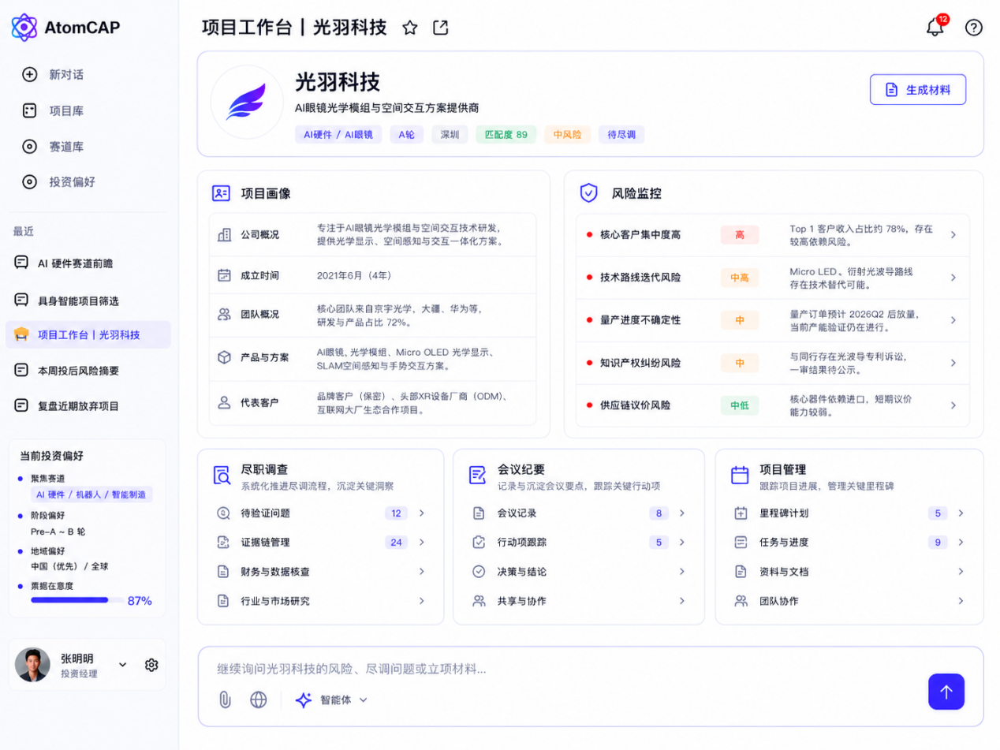 AtomCAP
新对话
项目库
赛道库
投资偏好
最近
AI 硬件赛道前瞻
具身智能项目筛选
项目工作台丨光羽科技
本周投后风险摘要
复盘近期放弃项目
当前投资偏好
聚焦赛道
AI 硬件 / 机器人 / 智能制造
阶段偏好
Pre-A ~ B 轮
地域偏好
中国（优先）/ 全球
票据在意度
87%
张明明
投资经理
项目工作台丨光羽科技
12
光羽科技
AI眼镜光学模组与空间交互方案提供商
AI硬件 / AI眼镜
A轮
深圳
匹配度 89
中风险
待尽调
生成材料
项目画像
公司概况
专注于AI眼镜光学模组与空间交互技术研发，
提供光学显示、空间感知与交互一体化方案。
成立时间
2021年6月（4年）
团队概况
核心团队来自京宇光学、大疆、华为等，
研发与产品占比 72%。
产品与方案
AI眼镜, 光学模组、Micro OLED 光学显示、
SLAM空间感知与手势交互方案。
代表客户
品牌客户（保密）、头部XR设备厂商（ODM）、
互联网大厂生态合作项目。
风险监控
核心客户集中度高
高
Top 1 客户收入占比约 78%，存在
较高依赖风险。
技术路线迭代风险
中高
Micro LED、衍射光波导路线
存在技术替代可能。
量产进度不确定性
中
量产订单预计 2026Q2 后放量，
当前产能验证仍在进行。
知识产权纠纷风险
中
与同行存在光波导专利诉讼，
一审结果待公示。
供应链议价风险
中低
核心器件依赖进口，短期议价
能力较弱。
尽职调查
系统化推进尽调流程，沉淀关键洞察
待验证问题
12
证据链管理
24
财务与数据核查
行业与市场研究
会议纪要
记录与沉淀会议要点，跟踪关键行动项
会议记录
8
行动项跟踪
5
决策与结论
共享与协作
项目管理
跟踪项目进展，管理关键里程碑
里程碑计划
5
任务与进度
9
资料与文档
团队协作
继续询问光羽科技的风险、尽调问题或立项材料...
智能体